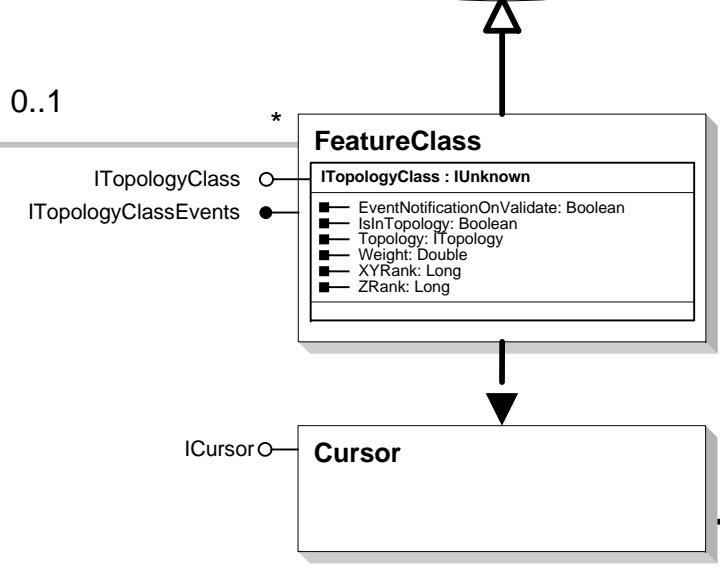 0..1
*
FeatureClass
ITopologyClass
ITopologyClass : IUnknown
ITopologyClassEvents
EventNotificationOnValidate: Boolean
IsInTopology: Boolean
Topology: ITopology
Weight: Double
XYRank: Long
ZRank: Long
ICursor
Cursor